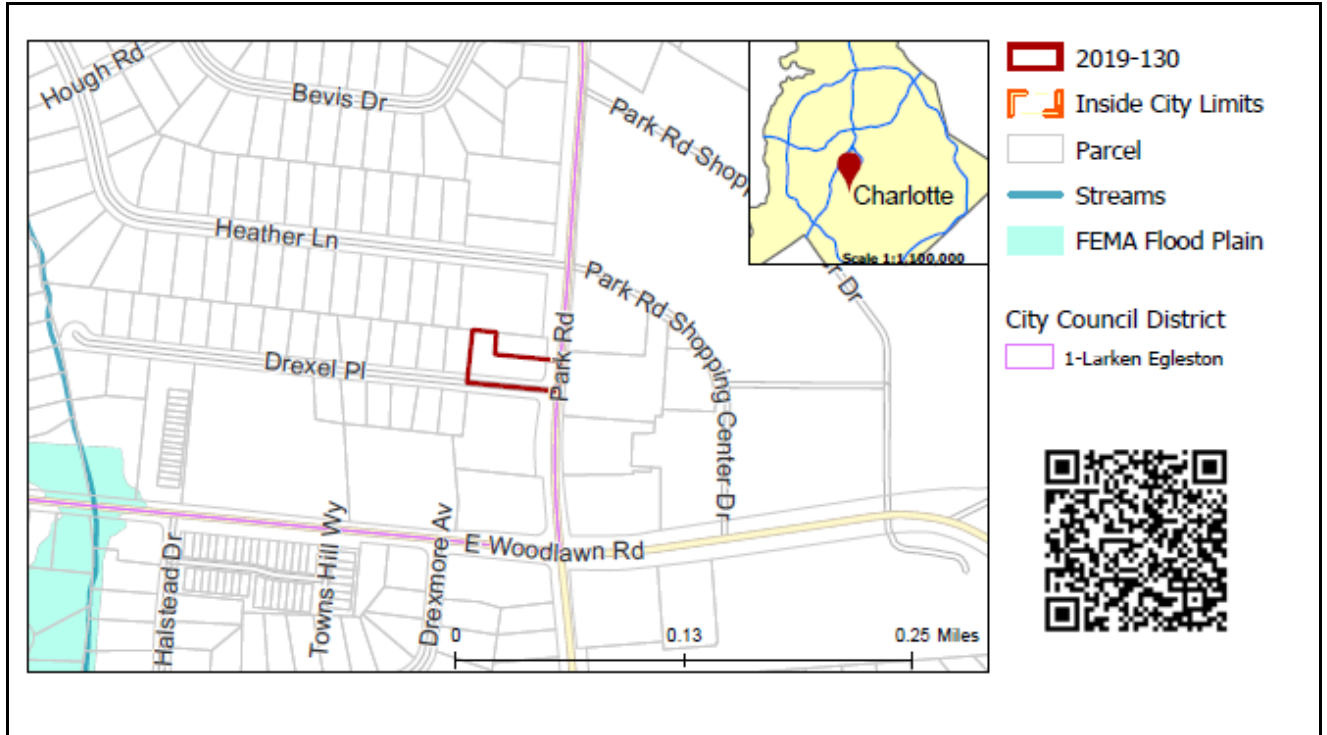 Hough Rd
Bevis Dr
Park Rd Shopp
Charlotte
Scale 1:1,100,000
er Dr
Heather Ln
Park Rd Shopping Center Dr
Park Rd
Drexel Pl
E Woodlawn Rd
Halstead Dr
Towns Hill Wy
Drexmore Av
0
0.13
0.25 Miles
2019-130
Inside City Limits
Parcel
Streams
FEMA Flood Plain
City Council District
1-Larken Egleston